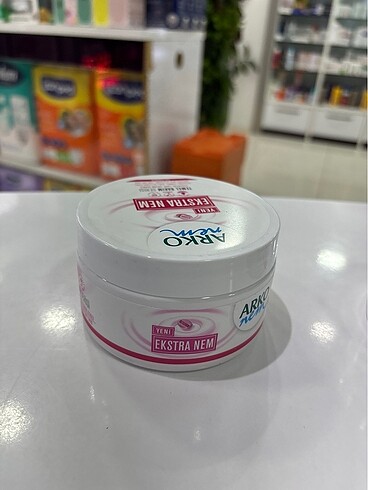 ARKO
nem
YENİ
EKSTRA NEM
YENİ
EKSTRA NEM
ARKO
nem